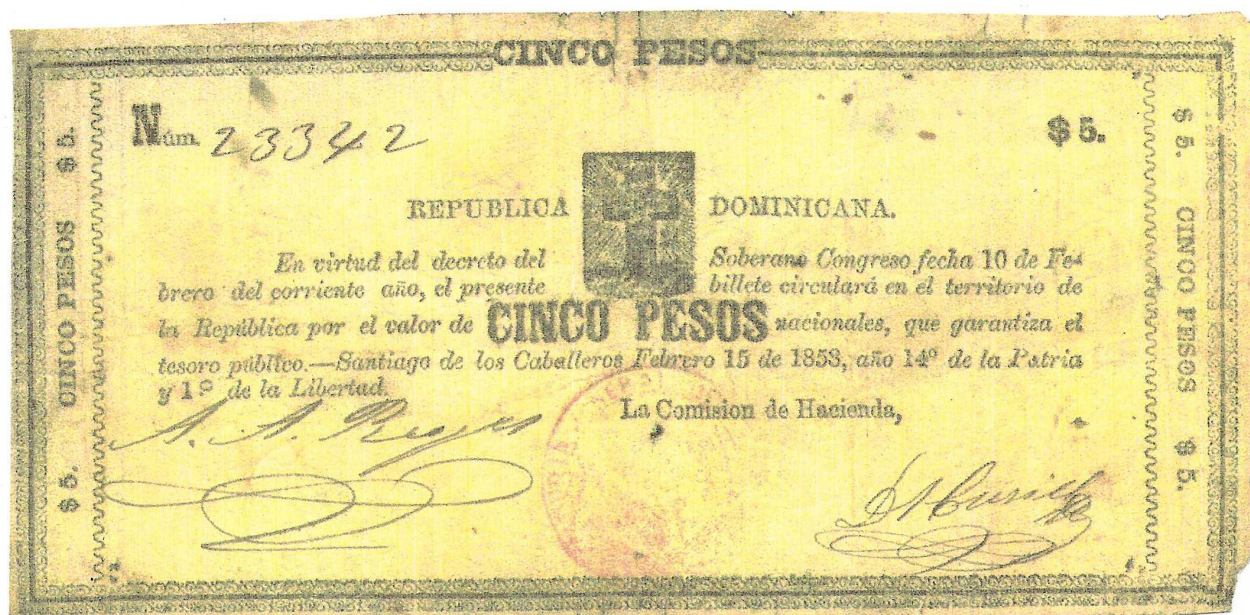 CINCO PESOS
$ 5. CINCO PESOS $ 5.
Núm. 23342
$ 5.
REPUBLICA DOMINICANA.
En virtud del decreto del Soberano Congreso fecha 10 de Fe-
brero del corriente año, el presente billete circulará en el territorio de
la República por el valor de CINCO PESOS nacionales, que garantiza el
tesoro público.—Santiago de los Caballeros Febrero 15 de 1858, año 14º de la Patria
y 1º de la Libertad.
La Comision de Hacienda,
A. A. Reyes
$ 5. CINCO PESOS $ 5.